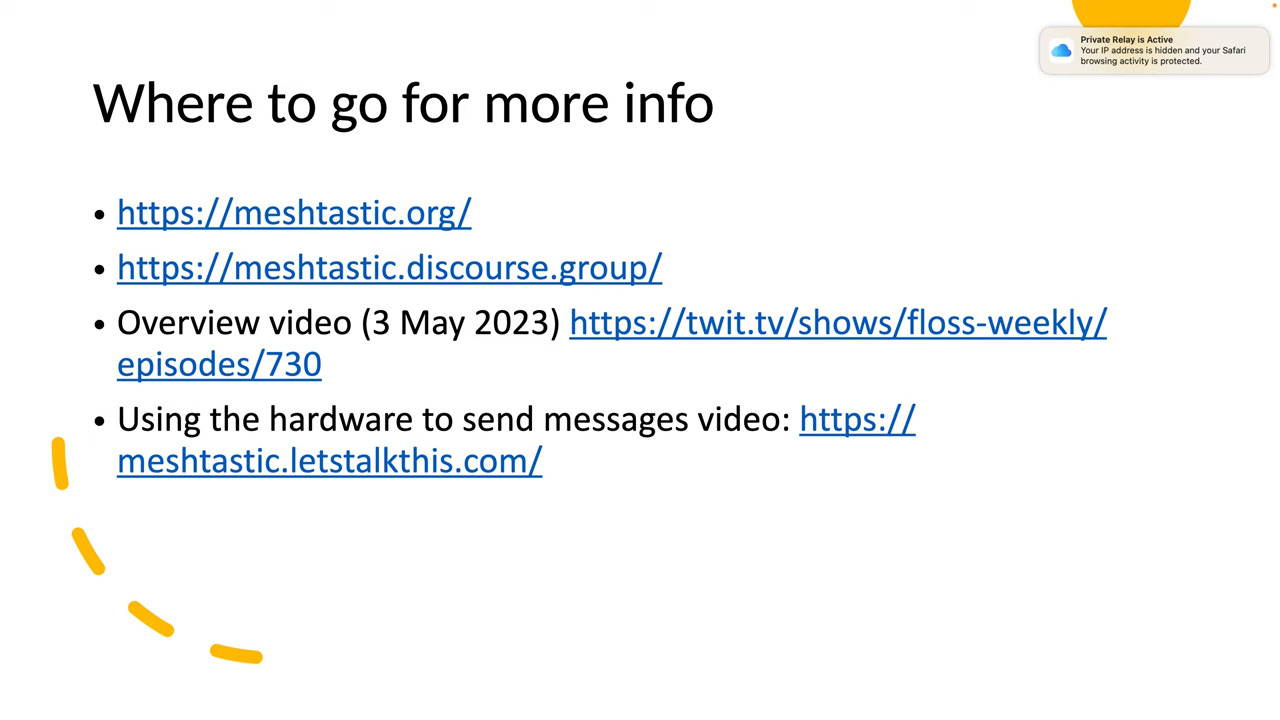 Private Relay is Active
Your IP address is hidden and your Safari
browsing activity is protected.
Where to go for more info
• https://meshtastic.org/
• https://meshtastic.discourse.group/
• Overview video (3 May 2023) https://twit.tv/shows/floss-weekly/
episodes/730
• Using the hardware to send messages video: https://
meshtastic.letstalkthis.com/